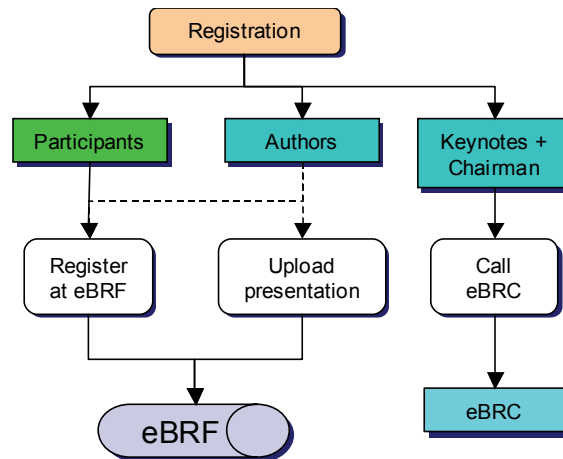 Registration
Participants
Authors
Keynotes +
Chairman
Register
at eBRF
Upload
presentation
Call
eBRC
eBRF
eBRC